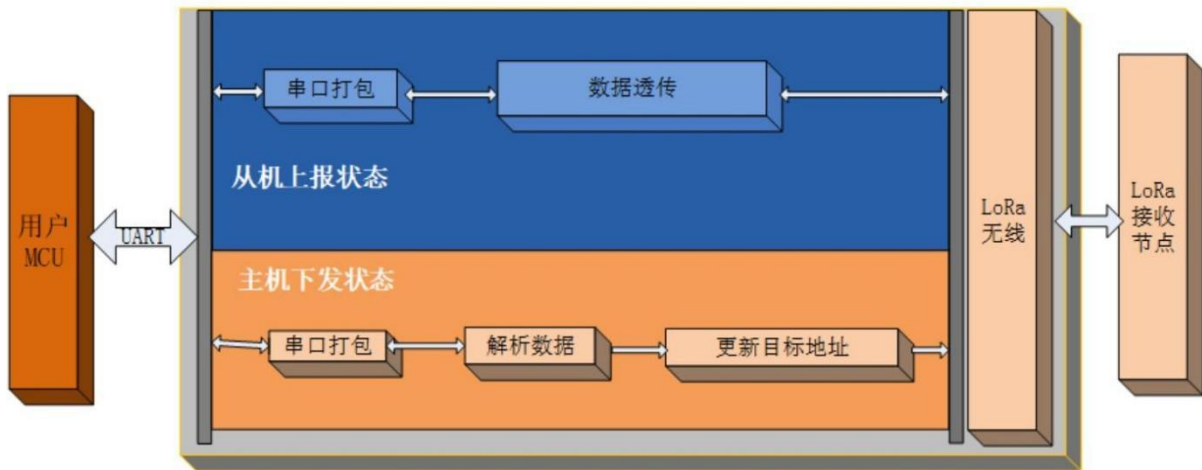 用户
MCU
UART
串口打包
数据透传
从机上报状态
主机下发状态
串口打包
解析数据
更新目标地址
LoRa
无线
LoRa
接收
节点